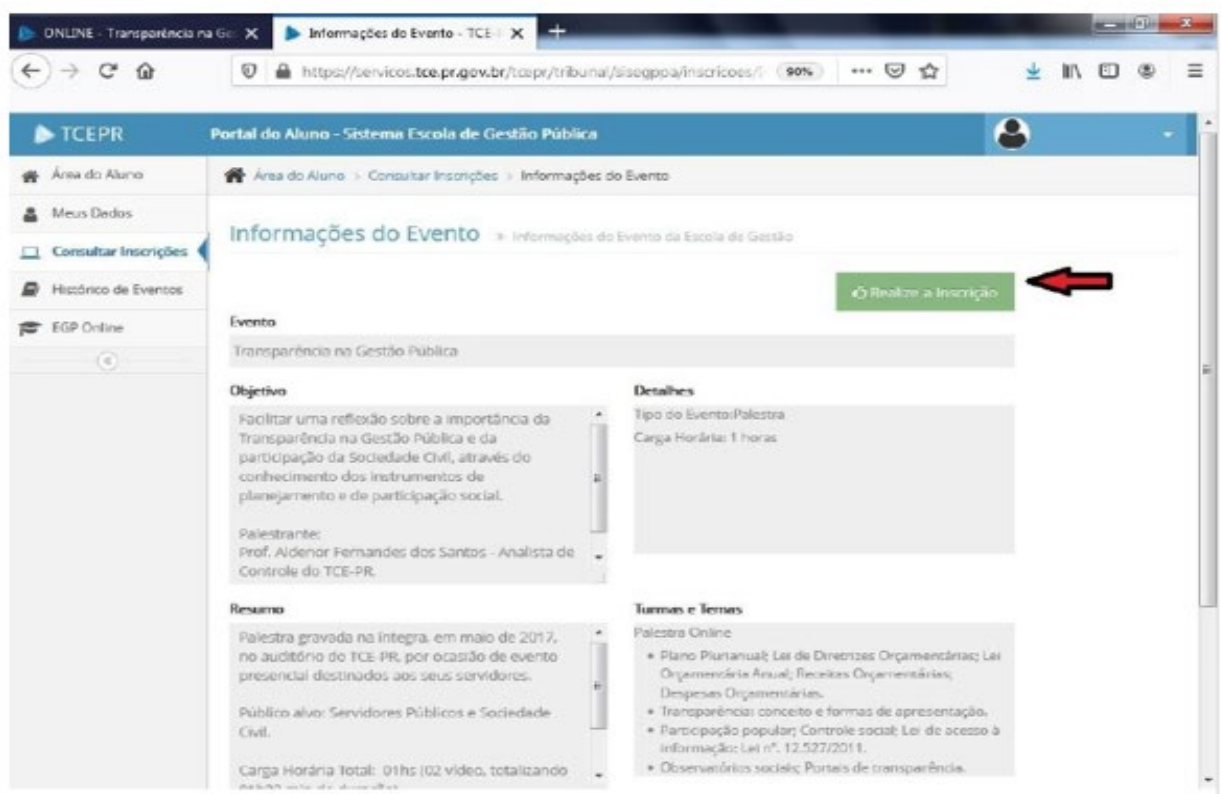 ONLINE - Transparência na Ge
Informações do Evento - TCE-
https://servicos.tce.pr.gov.br/tcepr/tribunal/sisegppa/inscricoes/ 90%
TCEPR
Portal do Aluno - Sistema Escola de Gestão Pública
Área do Aluno
Meus Dados
Consultar Inscrições
Histórico de Eventos
EGP Online
Área do Aluno > Consultar Inscrições > Informações do Evento
Informações do Evento » Informações do Evento da Escola de Gestão
Realize a Inscrição
Evento
Transparência na Gestão Pública
Objetivo
Facilitar uma reflexão sobre a importância da
Transparência na Gestão Pública e da
participação da Sociedade Civil, através do
conhecimento dos instrumentos de
planejamento e de participação social.
Palestrante:
Prof. Aldenor Fernandes dos Santos - Analista de
Controle do TCE-PR.
Detalhes
Tipo do Evento:Palestra
Carga Horária: 1 horas
Resumo
Palestra gravada na íntegra, em maio de 2017,
no auditório do TCE-PR, por ocasião de evento
presencial destinados aos seus servidores.
Público alvo: Servidores Públicos e Sociedade
Civil.
Carga Horária Total: 01hs (02 vídeo, totalizando
Turmas e Temas
Palestra Online
• Plano Plurianual; Lei de Diretrizes Orçamentárias; Lei
Orçamentária Anual; Receitas Orçamentárias;
Despesas Orçamentárias.
• Transparência: conceito e formas de apresentação.
• Participação popular; Controle social; Lei de acesso à
informação: Lei nº. 12.527/2011.
• Observatórios sociais; Portais de transparência.